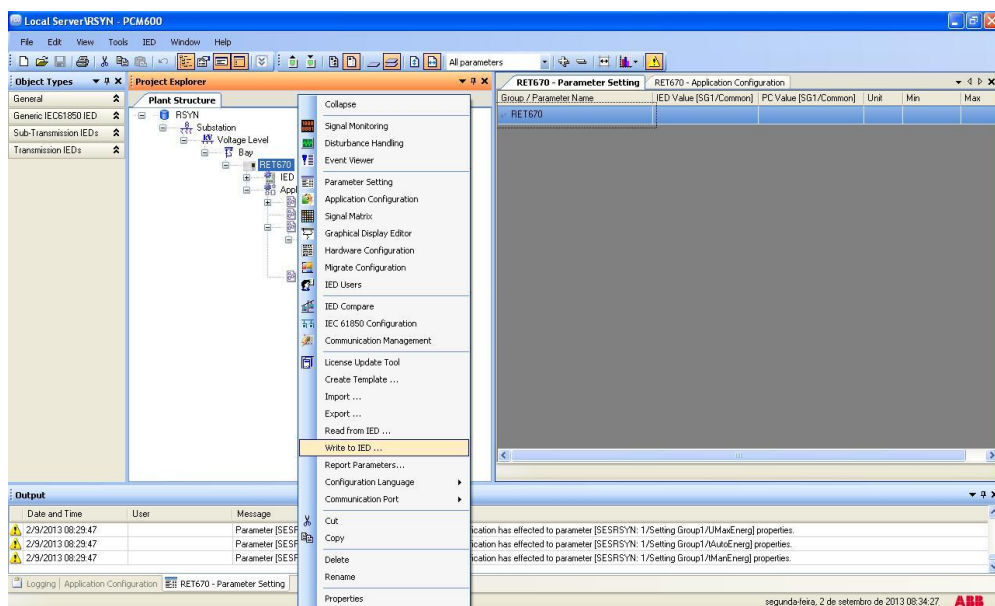 Local Server\RSYN - PCM600
File Edit View Tools IED Window Help
All parameters
Object Types
General
Generic IEC61850 IED
Sub-Transmission IEDs
Transmission IEDs
Project Explorer
Plant Structure
RSYN
Substation
Voltage Level
Bay
RET670
IED
Appl
Collapse
Signal Monitoring
Disturbance Handling
Event Viewer
Parameter Setting
Application Configuration
Signal Matrix
Graphical Display Editor
Hardware Configuration
Migrate Configuration
IED Users
IED Compare
IEC 61850 Configuration
Communication Management
License Update Tool
Create Template ...
Import ...
Export ...
Read from IED ...
Write to IED ...
Report Parameters...
Configuration Language
Communication Port
Cut
Copy
Delete
Rename
Properties
RET670 - Parameter Setting RET670 - Application Configuration
Group / Parameter Name IED Value [SG1/Common] PC Value [SG1/Common] Unit Min Max
RET670
Output
Date and Time User Message
2/9/2013 08:29:47 Parameter [SESR ication has effected to parameter [SESRSYN: 1/Setting Group1/UMaxEnerg] properties.
2/9/2013 08:29:47 Parameter [SESR ication has effected to parameter [SESRSYN: 1/Setting Group1/tAutoEnerg] properties.
2/9/2013 08:29:47 Parameter [SESR ication has effected to parameter [SESRSYN: 1/Setting Group1/tManEnerg] properties.
Logging Application Configuration RET670 - Parameter Setting
segunda-feira, 2 de setembro de 2013 08:34:27 ABB